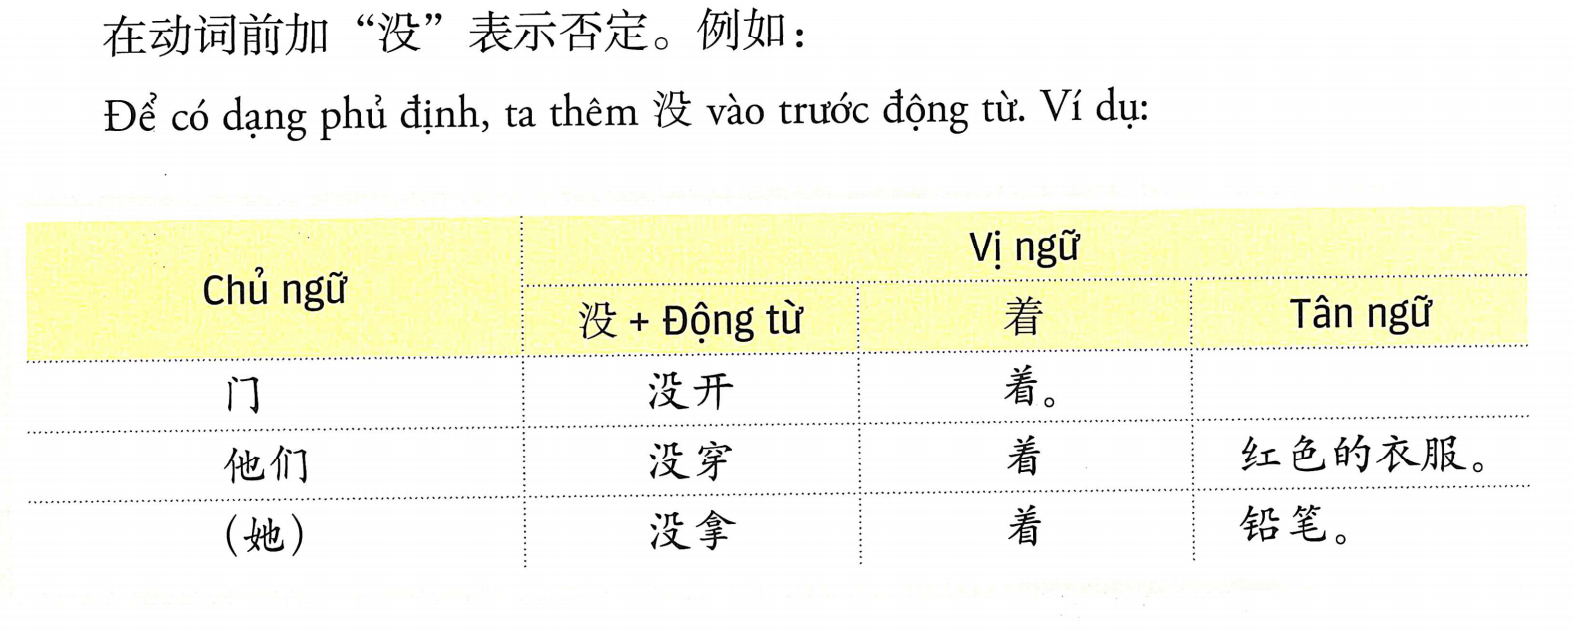 在动词前加“没”表示否定。例如：
Để có dạng phủ định, ta thêm 没 vào trước động từ. Ví dụ:
Chủ ngữ
Vị ngữ
没 + Động từ
着
Tân ngữ
门 没开 着。
他们 没穿 着 红色的衣服。
（她） 没拿 着 铅笔。